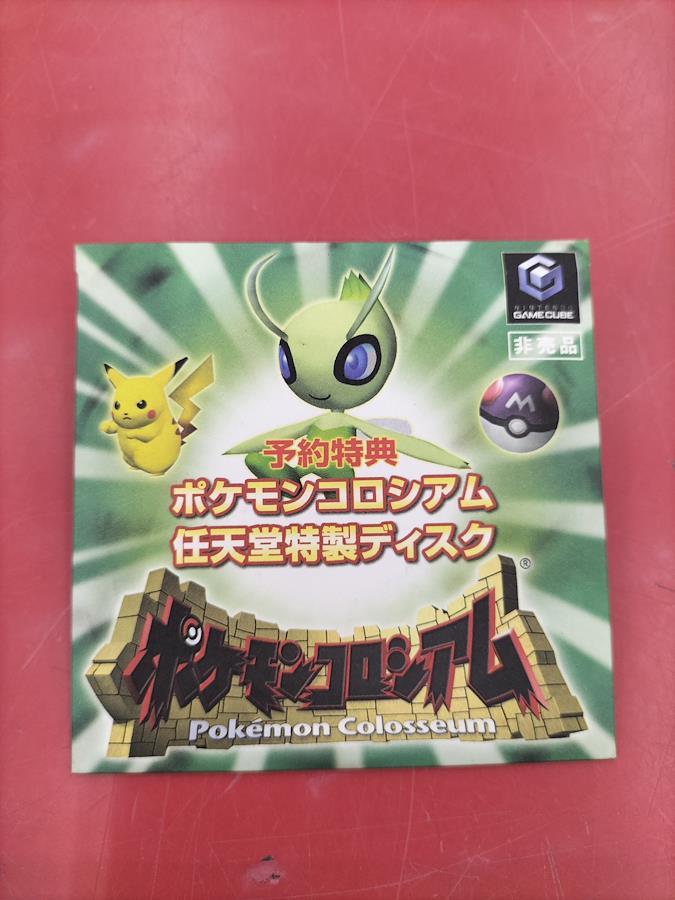 NINTENDO
GAMECUBE
非売品
M
予約特典
ポケモンコロシアム
任天堂特製ディスク
ポケモンコロシアム
®
Pokémon Colosseum